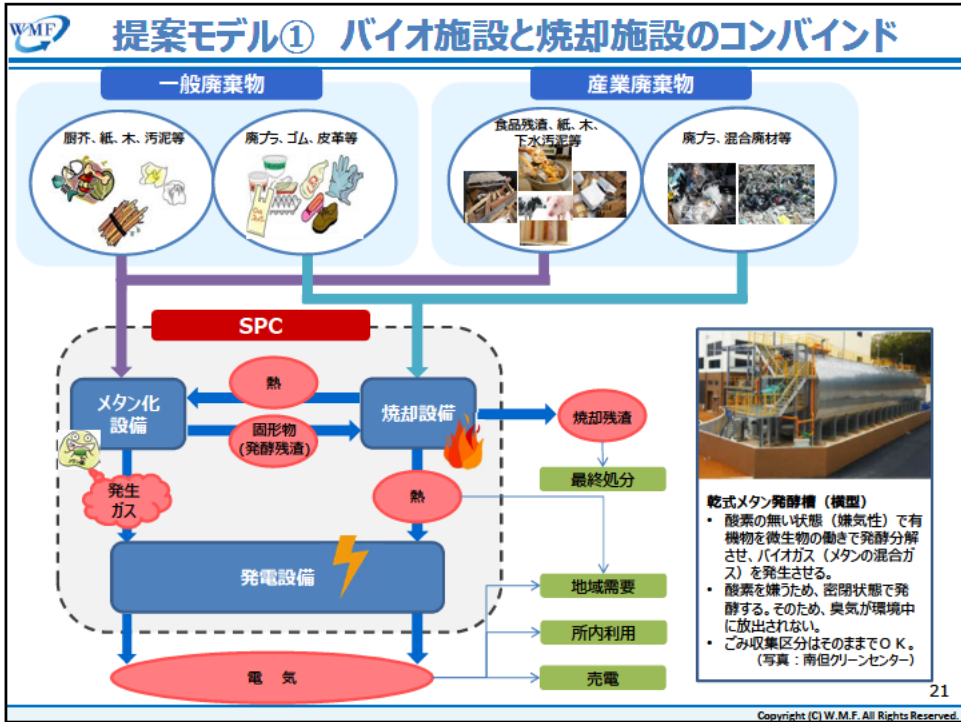 WMF
提案モデル① バイオ施設と焼却施設のコンバインド
一般廃棄物
産業廃棄物
厨芥、紙、木、汚泥等
廃プラ、ゴム、皮革等
食品残渣、紙、木、
下水汚泥等
廃プラ、混合廃材等
SPC
メタン化
設備
熱
固形物
(発酵残渣)
焼却設備
焼却残渣
最終処分
発生
ガス
熱
発電設備
地域需要
所内利用
売電
電 気
乾式メタン発酵槽（横型）
• 酸素の無い状態（嫌気性）で有
機物を微生物の働きで発酵分解
させ、バイオガス（メタンの混合ガ
ス）を発生させる。
• 酸素を嫌うため、密閉状態で発
酵する。そのため、臭気が環境中
に放出されない。
• ごみ収集区分はそのままでＯＫ。
（写真：南但クリーンセンター）
21
Copyright (C) W.M.F. All Rights Reserved.